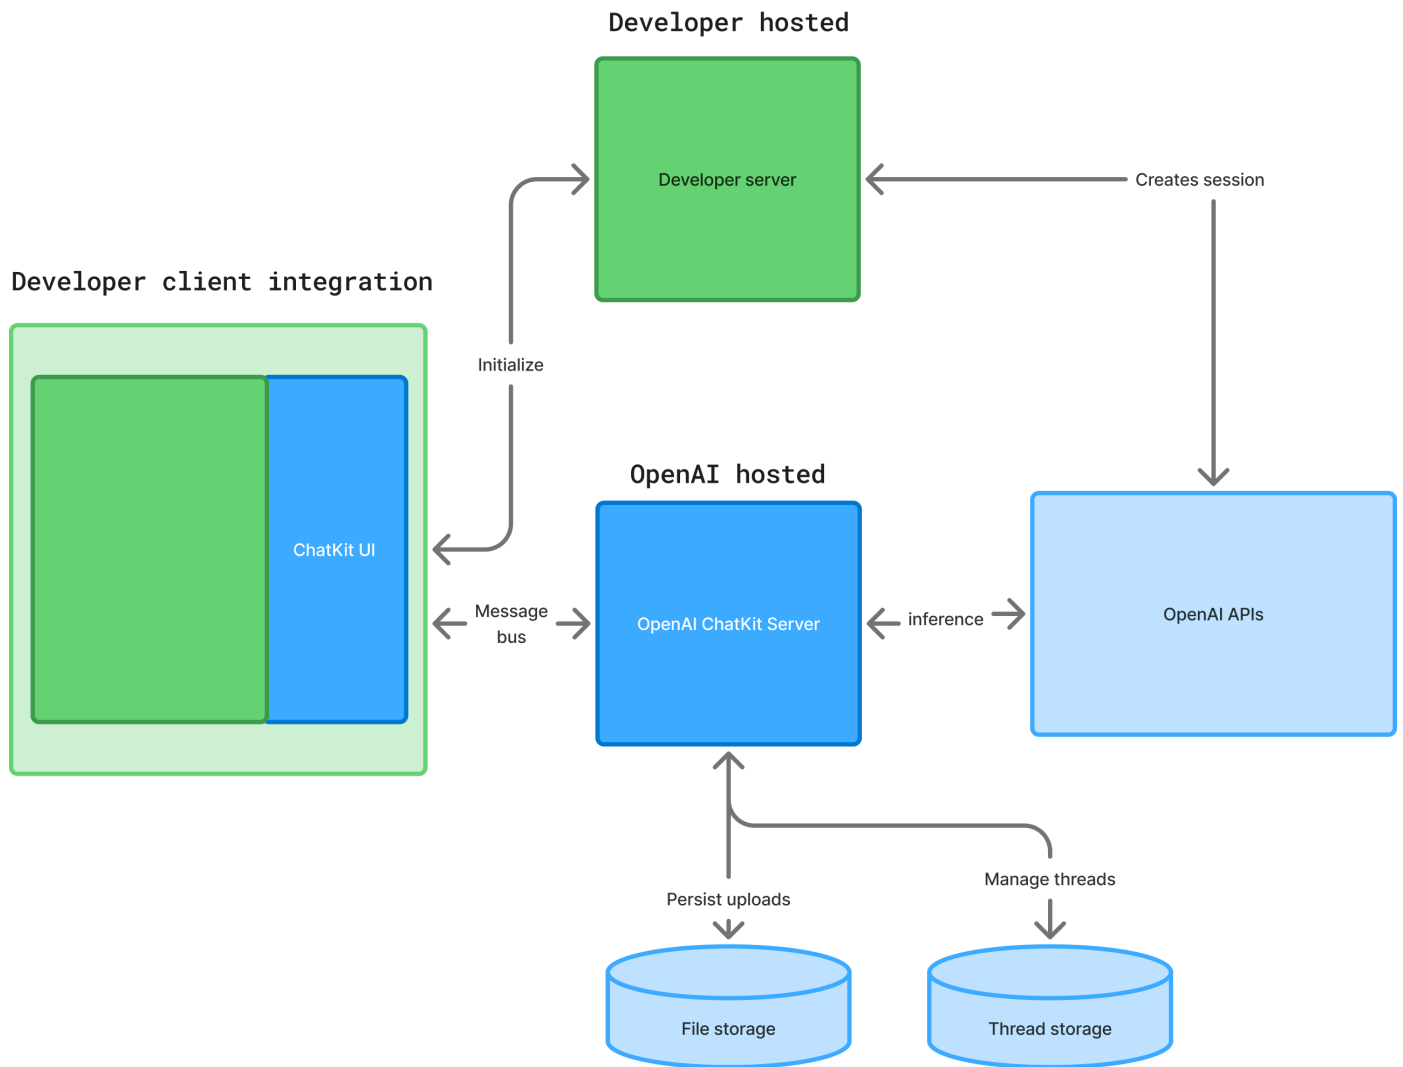 Developer hosted
Developer server
Creates session
Developer client integration
Initialize
OpenAI hosted
ChatKit UI
Message
bus
OpenAI ChatKit Server
inference
OpenAI APIs
Manage threads
Persist uploads
File storage
Thread storage